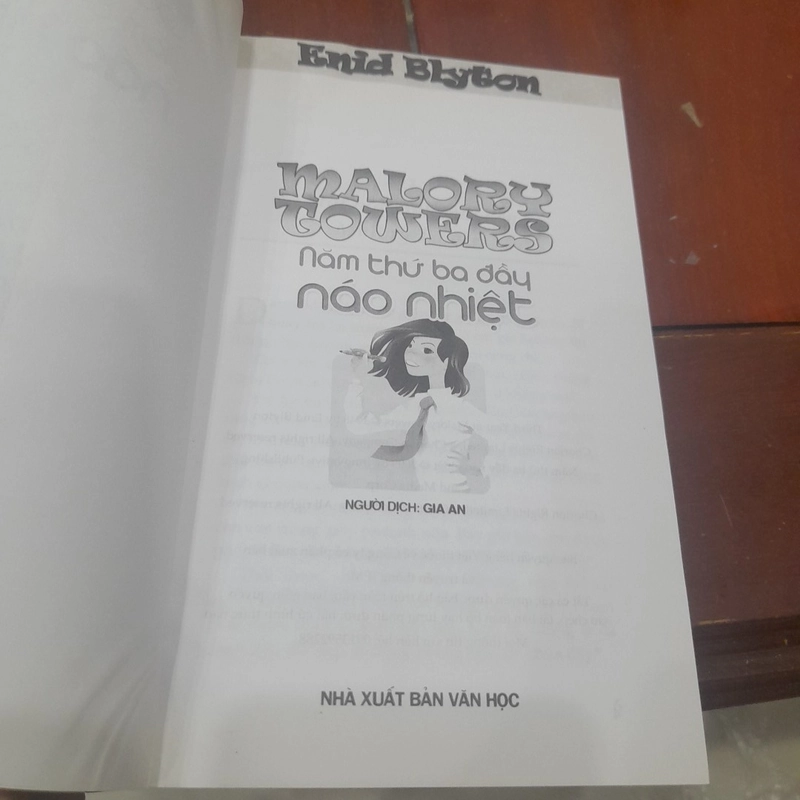 Enid Blyton
MALORY
TOWERS
Năm thứ ba đầy
náo nhiệt
NGƯỜI DỊCH: GIA AN
NHÀ XUẤT BẢN VĂN HỌC